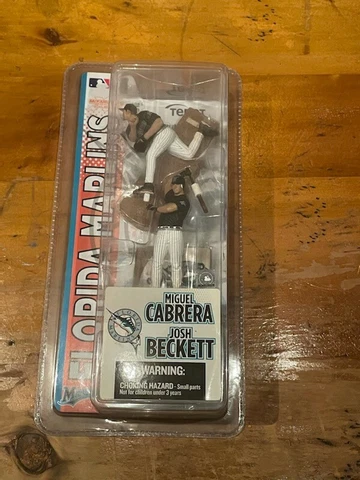 FLORIDA MARLINS
MIGUEL
CABRERA
JOSH
BECKETT
WARNING:
CHOKING HAZARD - Small parts
Not for children under 3 years